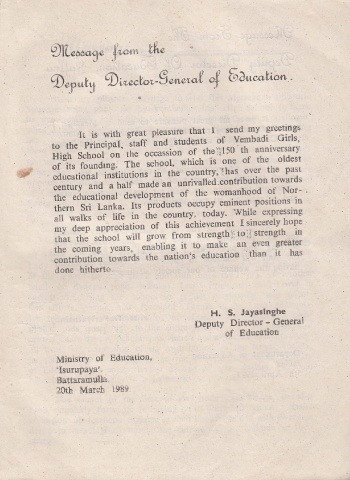 Message from the
Deputy Director-General of Education.
It is with great pleasure that I send my greetings
to the Principal, staff and students of Vembadi Girls,
High School on the occassion of the 150 th anniversary
of its founding. The school, which is one of the oldest
educational institutions in the country, has over the past
century and a half made an unrivalled contribution towards
the educational development of the womanhood of Nor-
thern Sri Lanka. Its products occupy eminent positions in
all walks of life in the country. today. While expressing
my deep appreciation of this achievement I sincerely hope
that the school will grow from strength to strength in
the coming years, enabling it to make an even greater
contribution towards the nation's education than it has
done hitherto.
H. S. Jayasinghe
Deputy Director - General
of Education
Ministry of Education,
'Isurupaya'.
Battaramulla.
20th March 1989